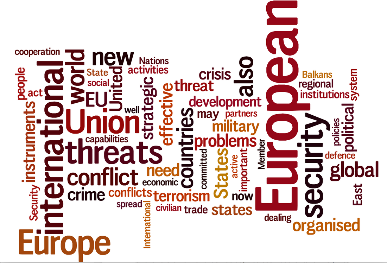 cooperation
people
act
instruments
Security
international
world
State
social
EU
Union
capabilities
threats
conflict
crime
conflicts
spread
economic
Europe
new
United
Nations
activities
well
strategic
effective
threat
crisis
also
development
may
partners
military
problems
countries
need
committed
terrorism
civilian
trade
states
International
States
active
important
now
Member
European
dealing
security
Balkans
regional
institutions
system
political
policies
defence
global
East
organised